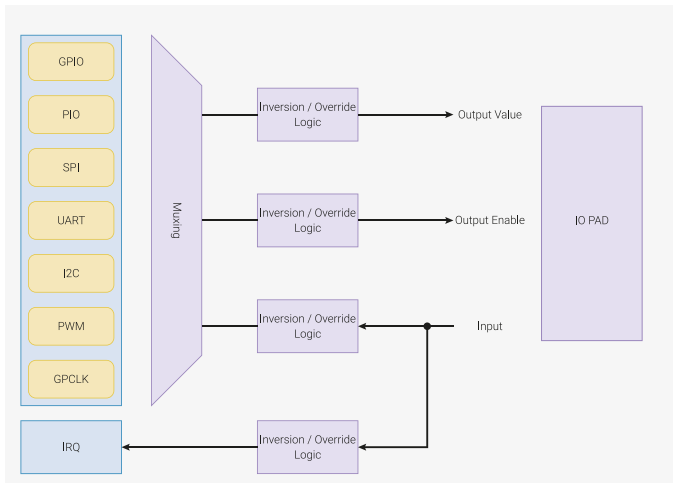 GPIO
PIO
SPI
UART
I2C
PWM
GPCLK
IRQ
Muxing
Inversion / Override
Logic
Output Value
Inversion / Override
Logic
Output Enable
Inversion / Override
Logic
Input
Inversion / Override
Logic
IO PAD